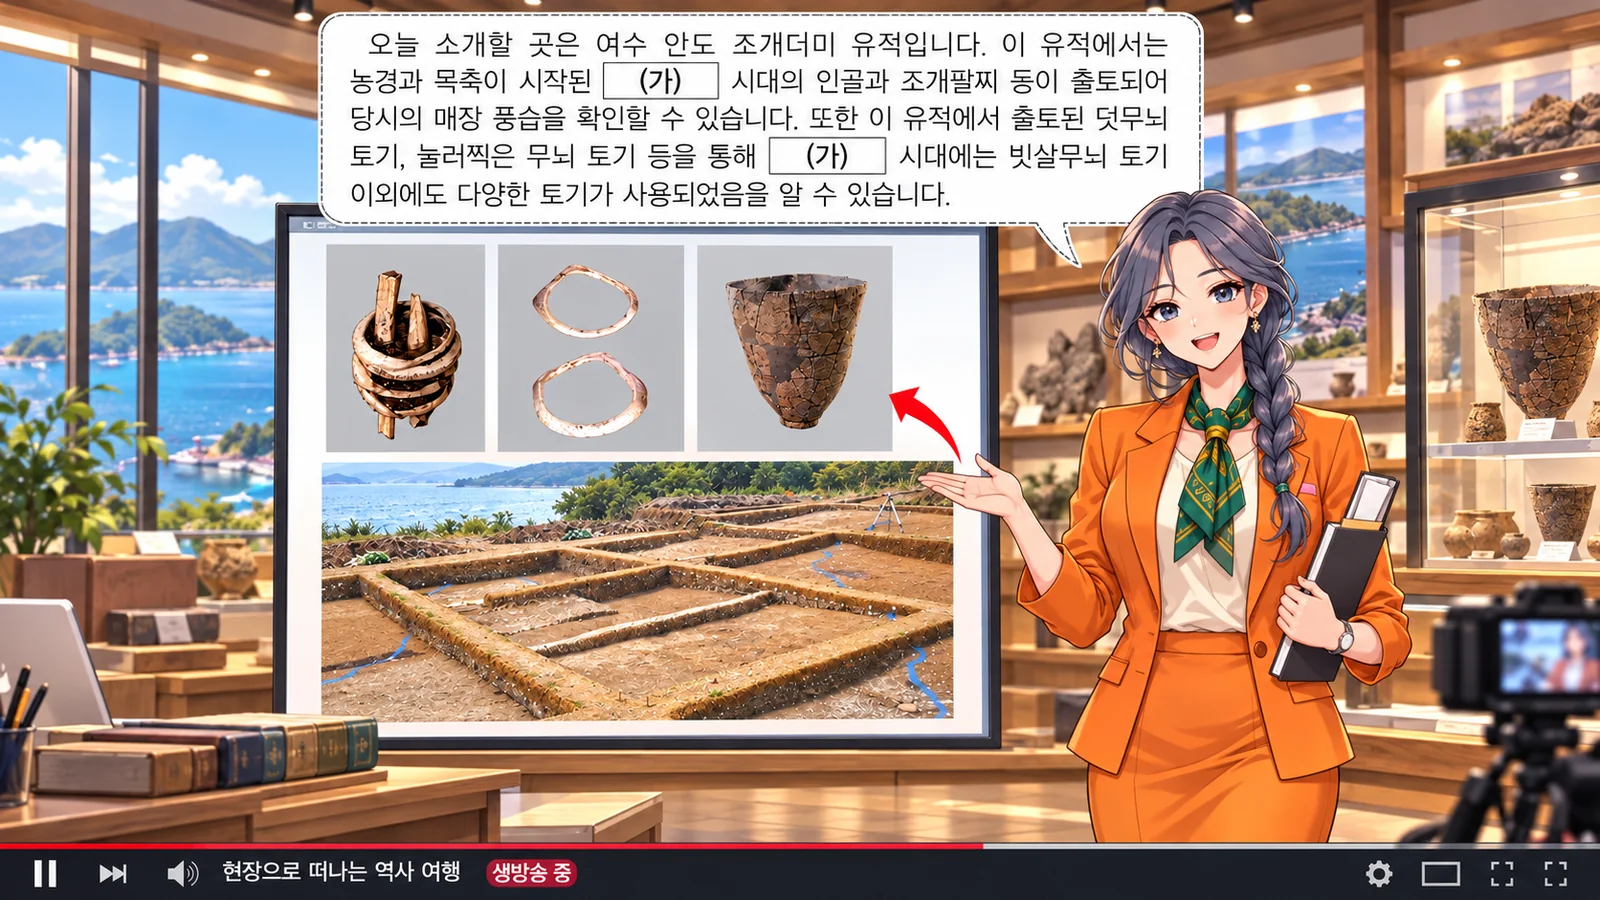 오늘 소개할 곳은 여수 안도 조개더미 유적입니다. 이 유적에서는
농경과 목축이 시작된 (가) 시대의 인골과 조개팔찌 등이 출토되어
당시의 매장 풍습을 확인할 수 있습니다. 또한 이 유적에서 출토된 덧무늬
토기, 눌러찍은 무늬 토기 등을 통해 (가) 시대에는 빗살무늬 토기
이외에도 다양한 토기가 사용되었음을 알 수 있습니다.
현장으로 떠나는 역사 여행 생방송 중